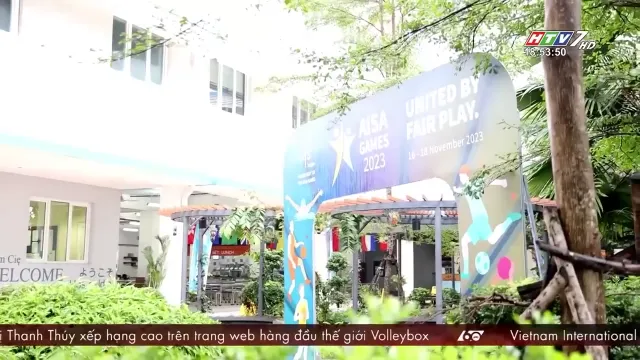 HTV7 HD
18:53:50
AISA
GAMES
2023
UNITED BY
FAIR PLAY.
16 - 18 November 2023
WELCOME ようこそ
ị Thanh Thúy xếp hạng cao trên trang web hàng đầu thế giới Volleybox
Vietnam International